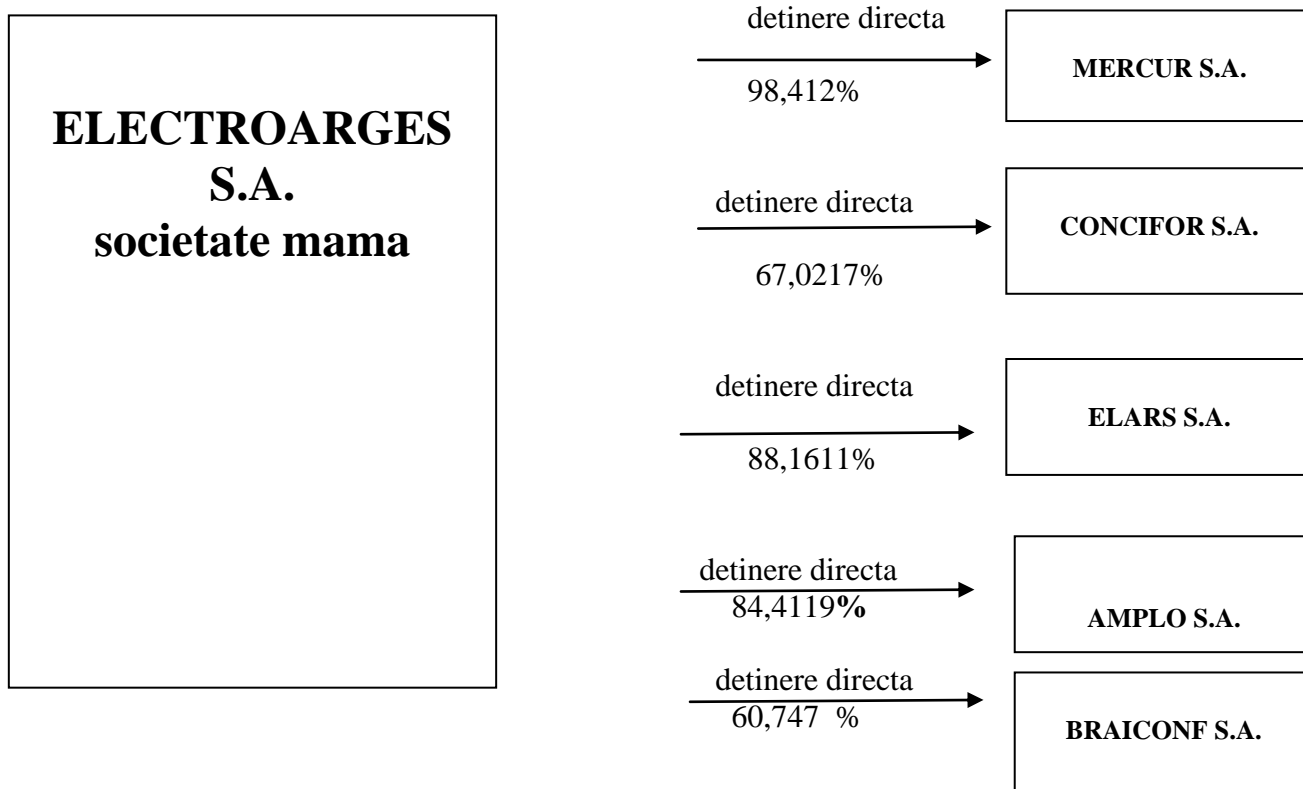 ELECTROARGES
S.A.
societate mama
detinere directa
98,412%
MERCUR S.A.
detinere directa
67,0217%
CONCIFOR S.A.
detinere directa
88,1611%
ELARS S.A.
detinere directa
84,4119%
AMPLO S.A.
detinere directa
60,747 %
BRAICONF S.A.